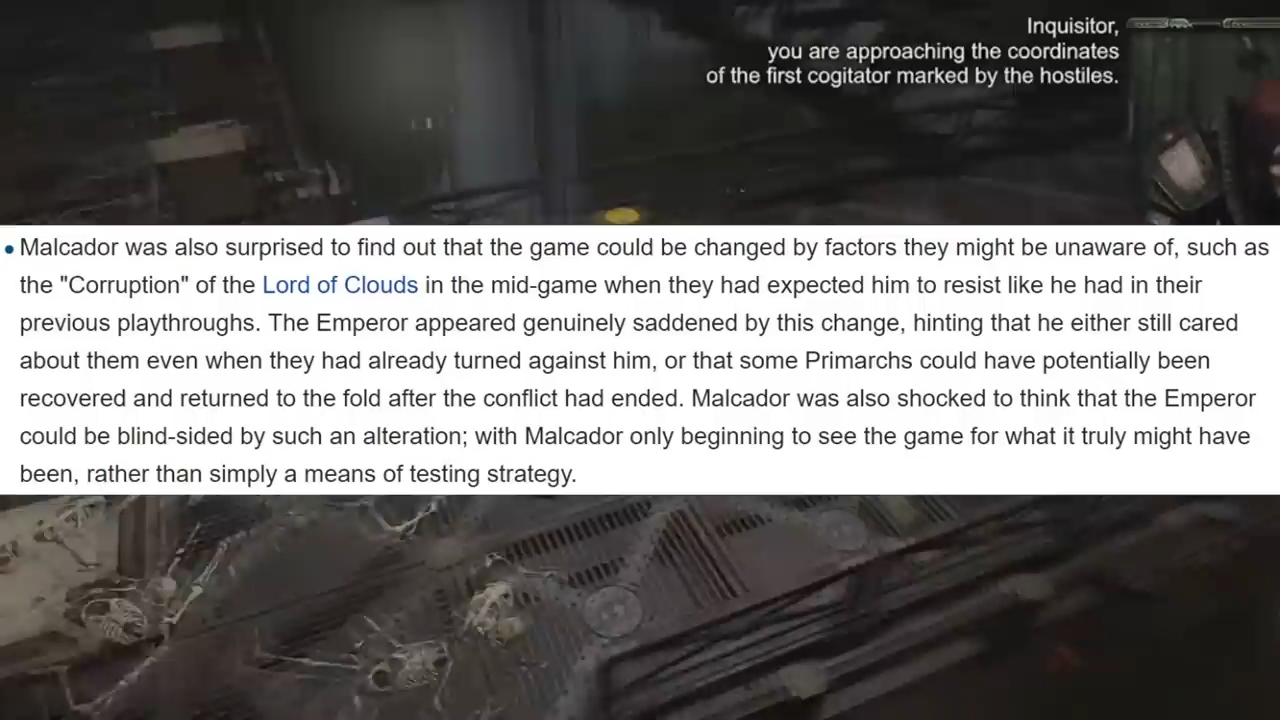 Inquisitor,
you are approaching the coordinates
of the first cogitator marked by the hostiles.
• Malcador was also surprised to find out that the game could be changed by factors they might be unaware of, such as
the "Corruption" of the Lord of Clouds in the mid-game when they had expected him to resist like he had in their
previous playthroughs. The Emperor appeared genuinely saddened by this change, hinting that he either still cared
about them even when they had already turned against him, or that some Primarchs could have potentially been
recovered and returned to the fold after the conflict had ended. Malcador was also shocked to think that the Emperor
could be blind-sided by such an alteration; with Malcador only beginning to see the game for what it truly might have
been, rather than simply a means of testing strategy.